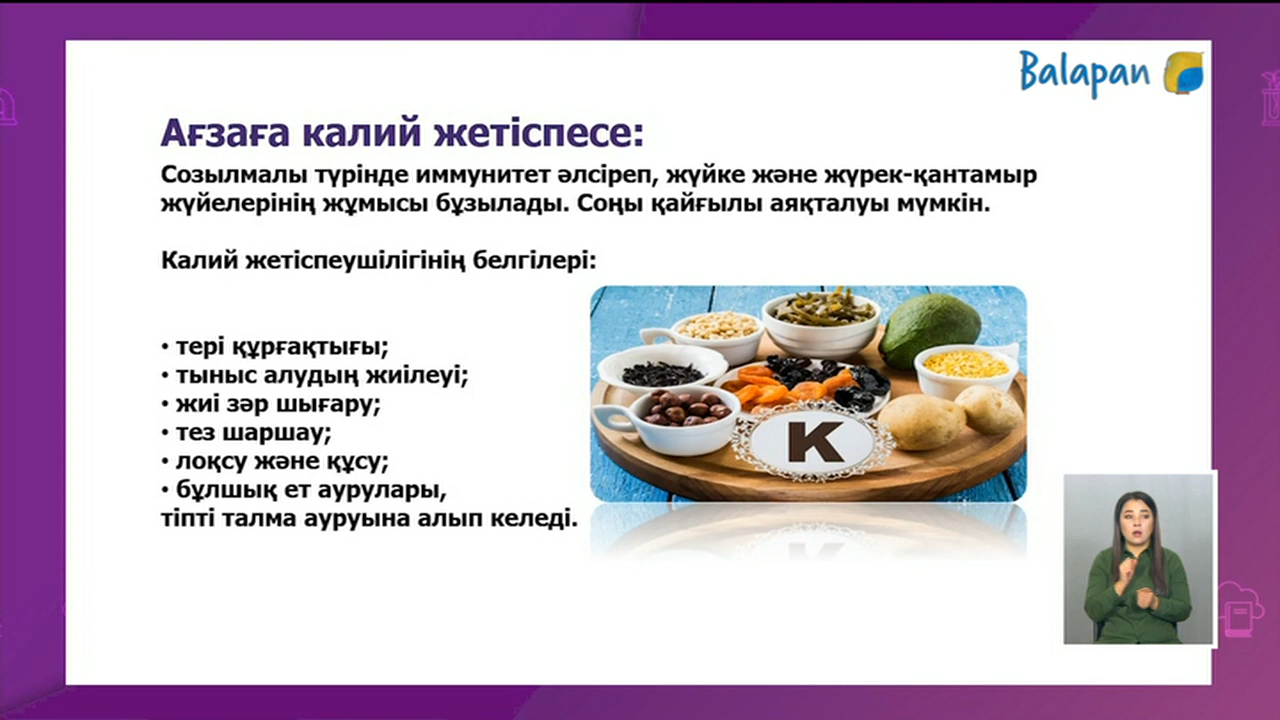 Balapan
Ағзаға калий жетіспесе:
Созылмалы түрінде иммунитет әлсіреп, жүйке және жүрек-қантамыр
жүйелерінің жұмысы бұзылады. Соңы қайғылы аяқталуы мүмкін.
Калий жетіспеушілігінің белгілері:
• тері құрғақтығы;
• тыныс алудың жиілеуі;
• жиі зәр шығару;
• тез шаршау;
• лоқсу және құсу;
• бұлшық ет аурулары,
тіпті талма ауруына алып келеді.
K